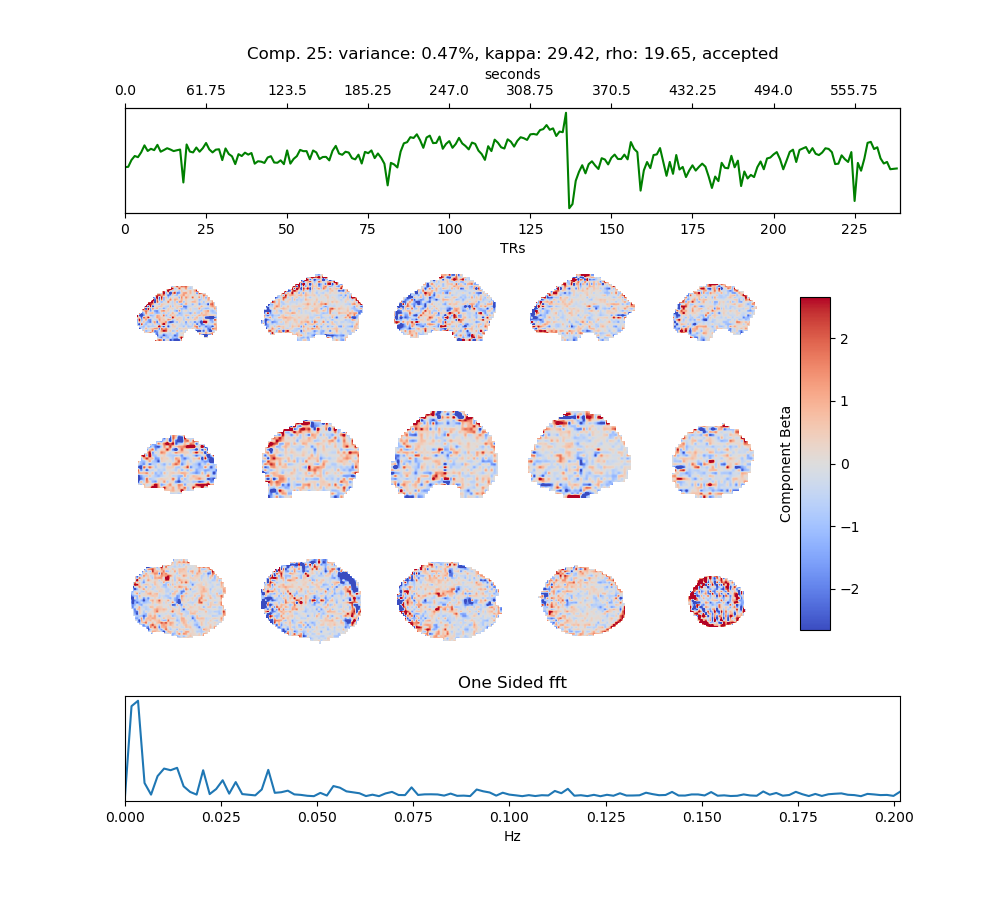 Comp. 25: variance: 0.47%, kappa: 29.42, rho: 19.65, accepted
seconds
0.0 61.75 123.5 185.25 247.0 308.75 370.5 432.25 494.0 555.75
0 25 50 75 100 125 150 175 200 225
TRs
2
1
0
−1
−2
Component Beta
One Sided fft
0.000 0.025 0.050 0.075 0.100 0.125 0.150 0.175 0.200
Hz